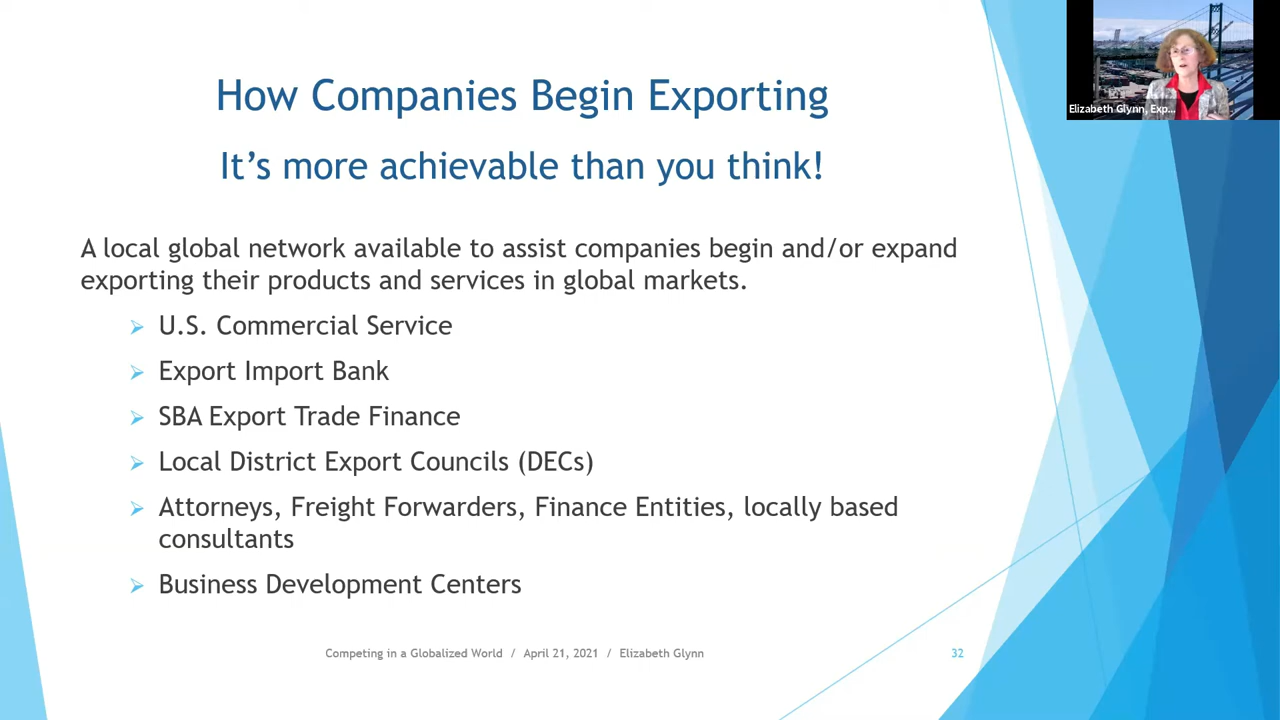 How Companies Begin Exporting
It's more achievable than you think!
Elizabeth Glynn, Exp...
A local global network available to assist companies begin and/or expand
exporting their products and services in global markets.
U.S. Commercial Service
Export Import Bank
SBA Export Trade Finance
Local District Export Councils (DECs)
Attorneys, Freight Forwarders, Finance Entities, locally based
consultants
Business Development Centers
Competing in a Globalized World / April 21, 2021 / Elizabeth Glynn
32